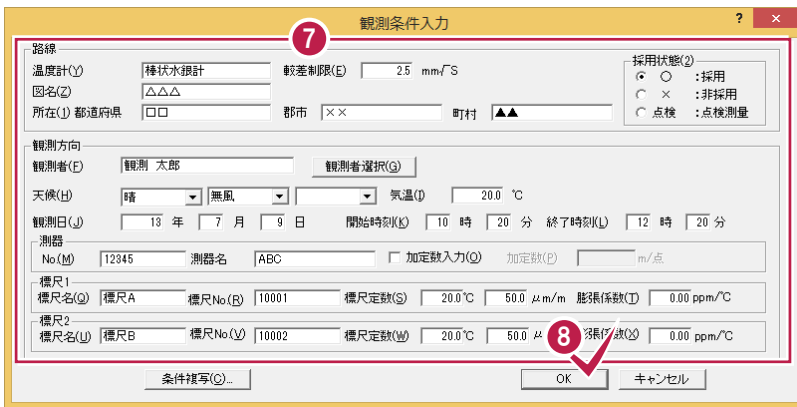 観測条件入力 ? ×
7
路線
温度計(Y) 棒状水銀計 較差制限(E) 2.5 mm√S
図名(Z) △△△
所在(1) 都道府県 □□ 郡市 ×× 町村 ▲▲
採用状態(2)
○ :採用
× :非採用
点検 :点検測量
観測方向
観測者(F) 観測 太郎 観測者選択(G)
天候(H) 晴 無風 気温(I) 20.0 ℃
観測日(J) 13 年 7 月 9 日 開始時刻(K) 10 時 20 分 終了時刻(L) 12 時 20 分
測器
No.(M) 12345 測器名 ABC 加定数入力(O) 加定数(P) m/点
標尺1
標尺名(Q) 標尺A 標尺No.(R) 10001 標尺定数(S) 20.0℃ 50.0 μm/m 膨張係数(T) 0.00 ppm/℃
標尺2
標尺名(U) 標尺B 標尺No.(V) 10002 標尺定数(W) 20.0℃ 50.0 μ 張係数(X) 0.00 ppm/℃
8
条件複写(C)... OK キャンセル